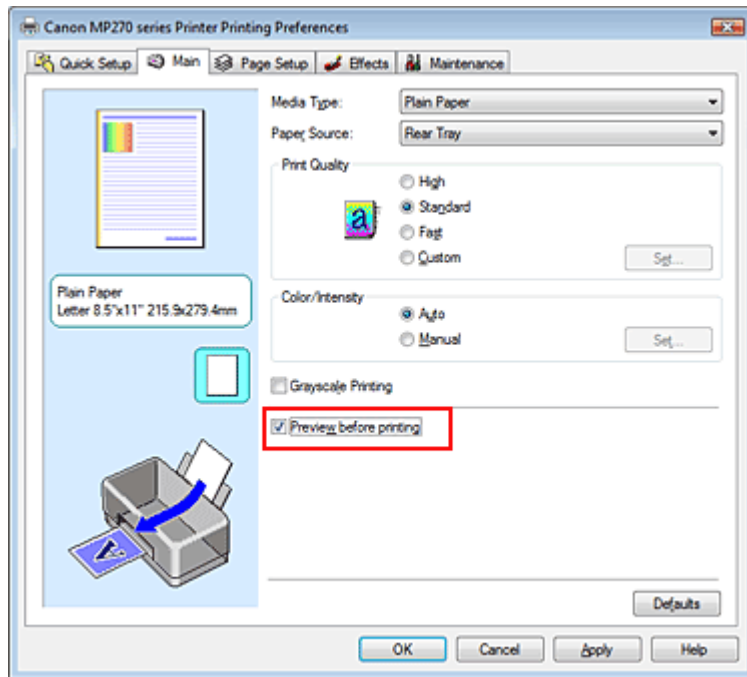 Canon MP270 series Printer Printing Preferences
Quick Setup Main Page Setup Effects Maintenance
Media Type: Plain Paper
Paper Source: Rear Tray
Print Quality
High
a Standard
Fast
Custom Set...
Plain Paper
Letter 8.5"x11" 215.9x279.4mm
Color/Intensity
Auto
Manual Set...
Grayscale Printing
Preview before printing
Defaults
OK Cancel Apply Help